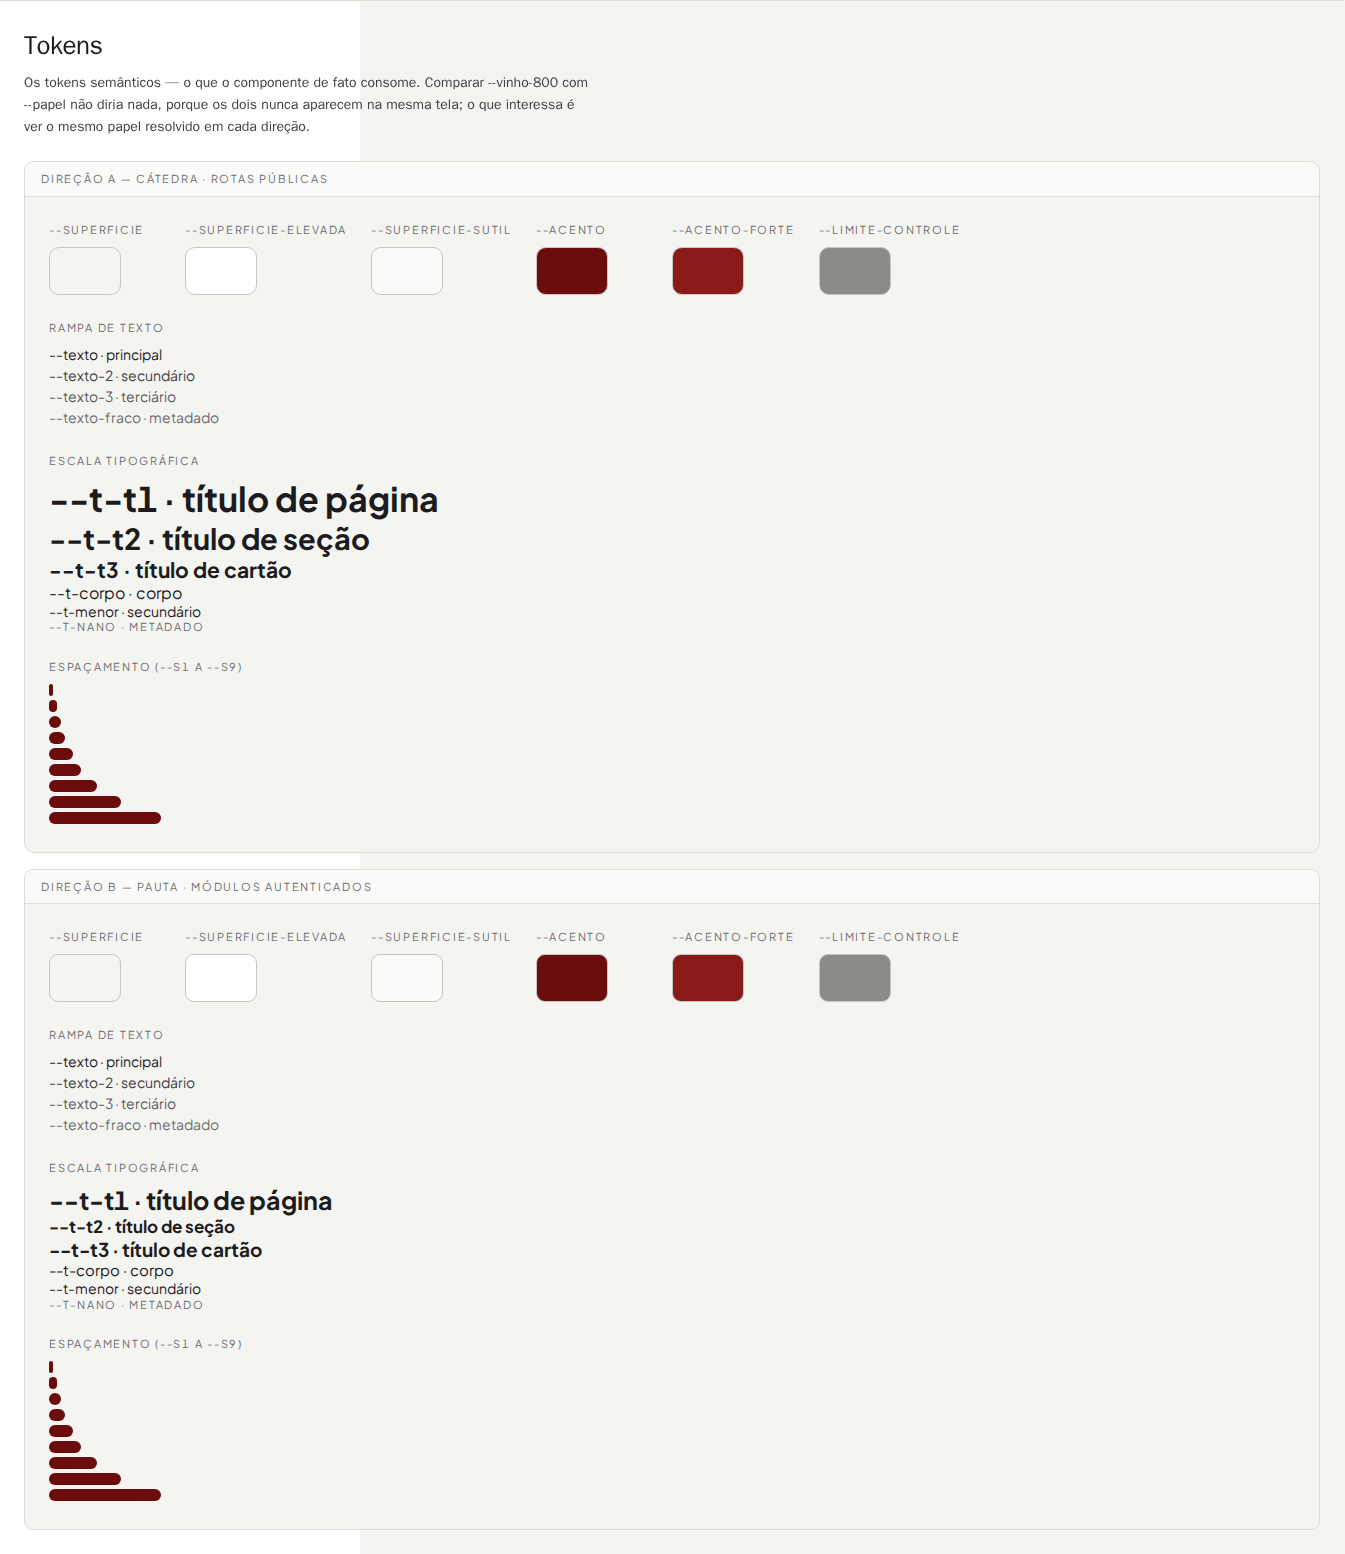 Tokens
Os tokens semânticos — o que o componente de fato consome. Comparar --vinho-800 com
--papel não diria nada, porque os dois nunca aparecem na mesma tela; o que interessa é
ver o mesmo papel resolvido em cada direção.
DIREÇÃO A — CÁTEDRA · ROTAS PÚBLICAS
--SUPERFICIE --SUPERFICIE-ELEVADA --SUPERFICIE-SUTIL --ACENTO --ACENTO-FORTE --LIMITE-CONTROLE
RAMPA DE TEXTO
--texto · principal
--texto-2 · secundário
--texto-3 · terciário
--texto-fraco · metadado
ESCALA TIPOGRÁFICA
--t-t1 · título de página
--t-t2 · título de seção
--t-t3 · título de cartão
--t-corpo · corpo
--t-menor · secundário
--T-NANO · METADADO
ESPAÇAMENTO (--S1 A --S9)
DIREÇÃO B — PAUTA · MÓDULOS AUTENTICADOS
--SUPERFICIE --SUPERFICIE-ELEVADA --SUPERFICIE-SUTIL --ACENTO --ACENTO-FORTE --LIMITE-CONTROLE
RAMPA DE TEXTO
--texto · principal
--texto-2 · secundário
--texto-3 · terciário
--texto-fraco · metadado
ESCALA TIPOGRÁFICA
--t-t1 · título de página
--t-t2 · título de seção
--t-t3 · título de cartão
--t-corpo · corpo
--t-menor · secundário
--T-NANO · METADADO
ESPAÇAMENTO (--S1 A --S9)